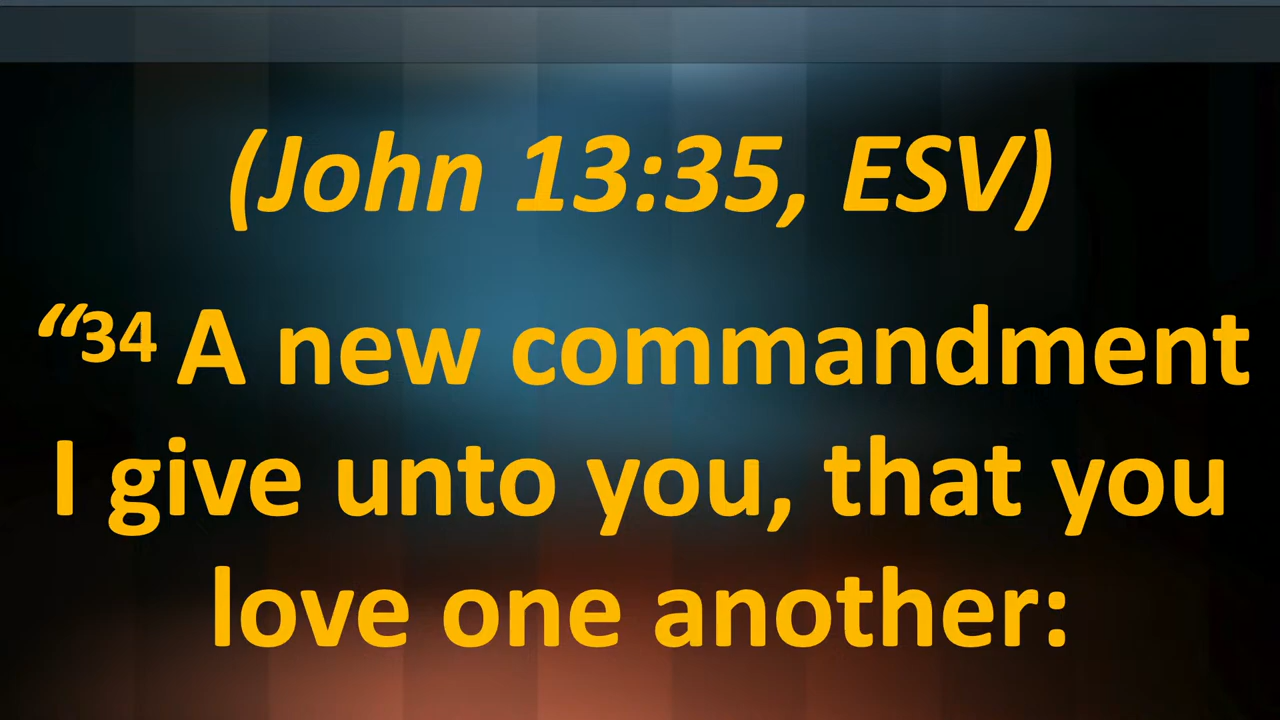 (John 13:35, ESV)
“34 A new commandment
I give unto you, that you
love one another: